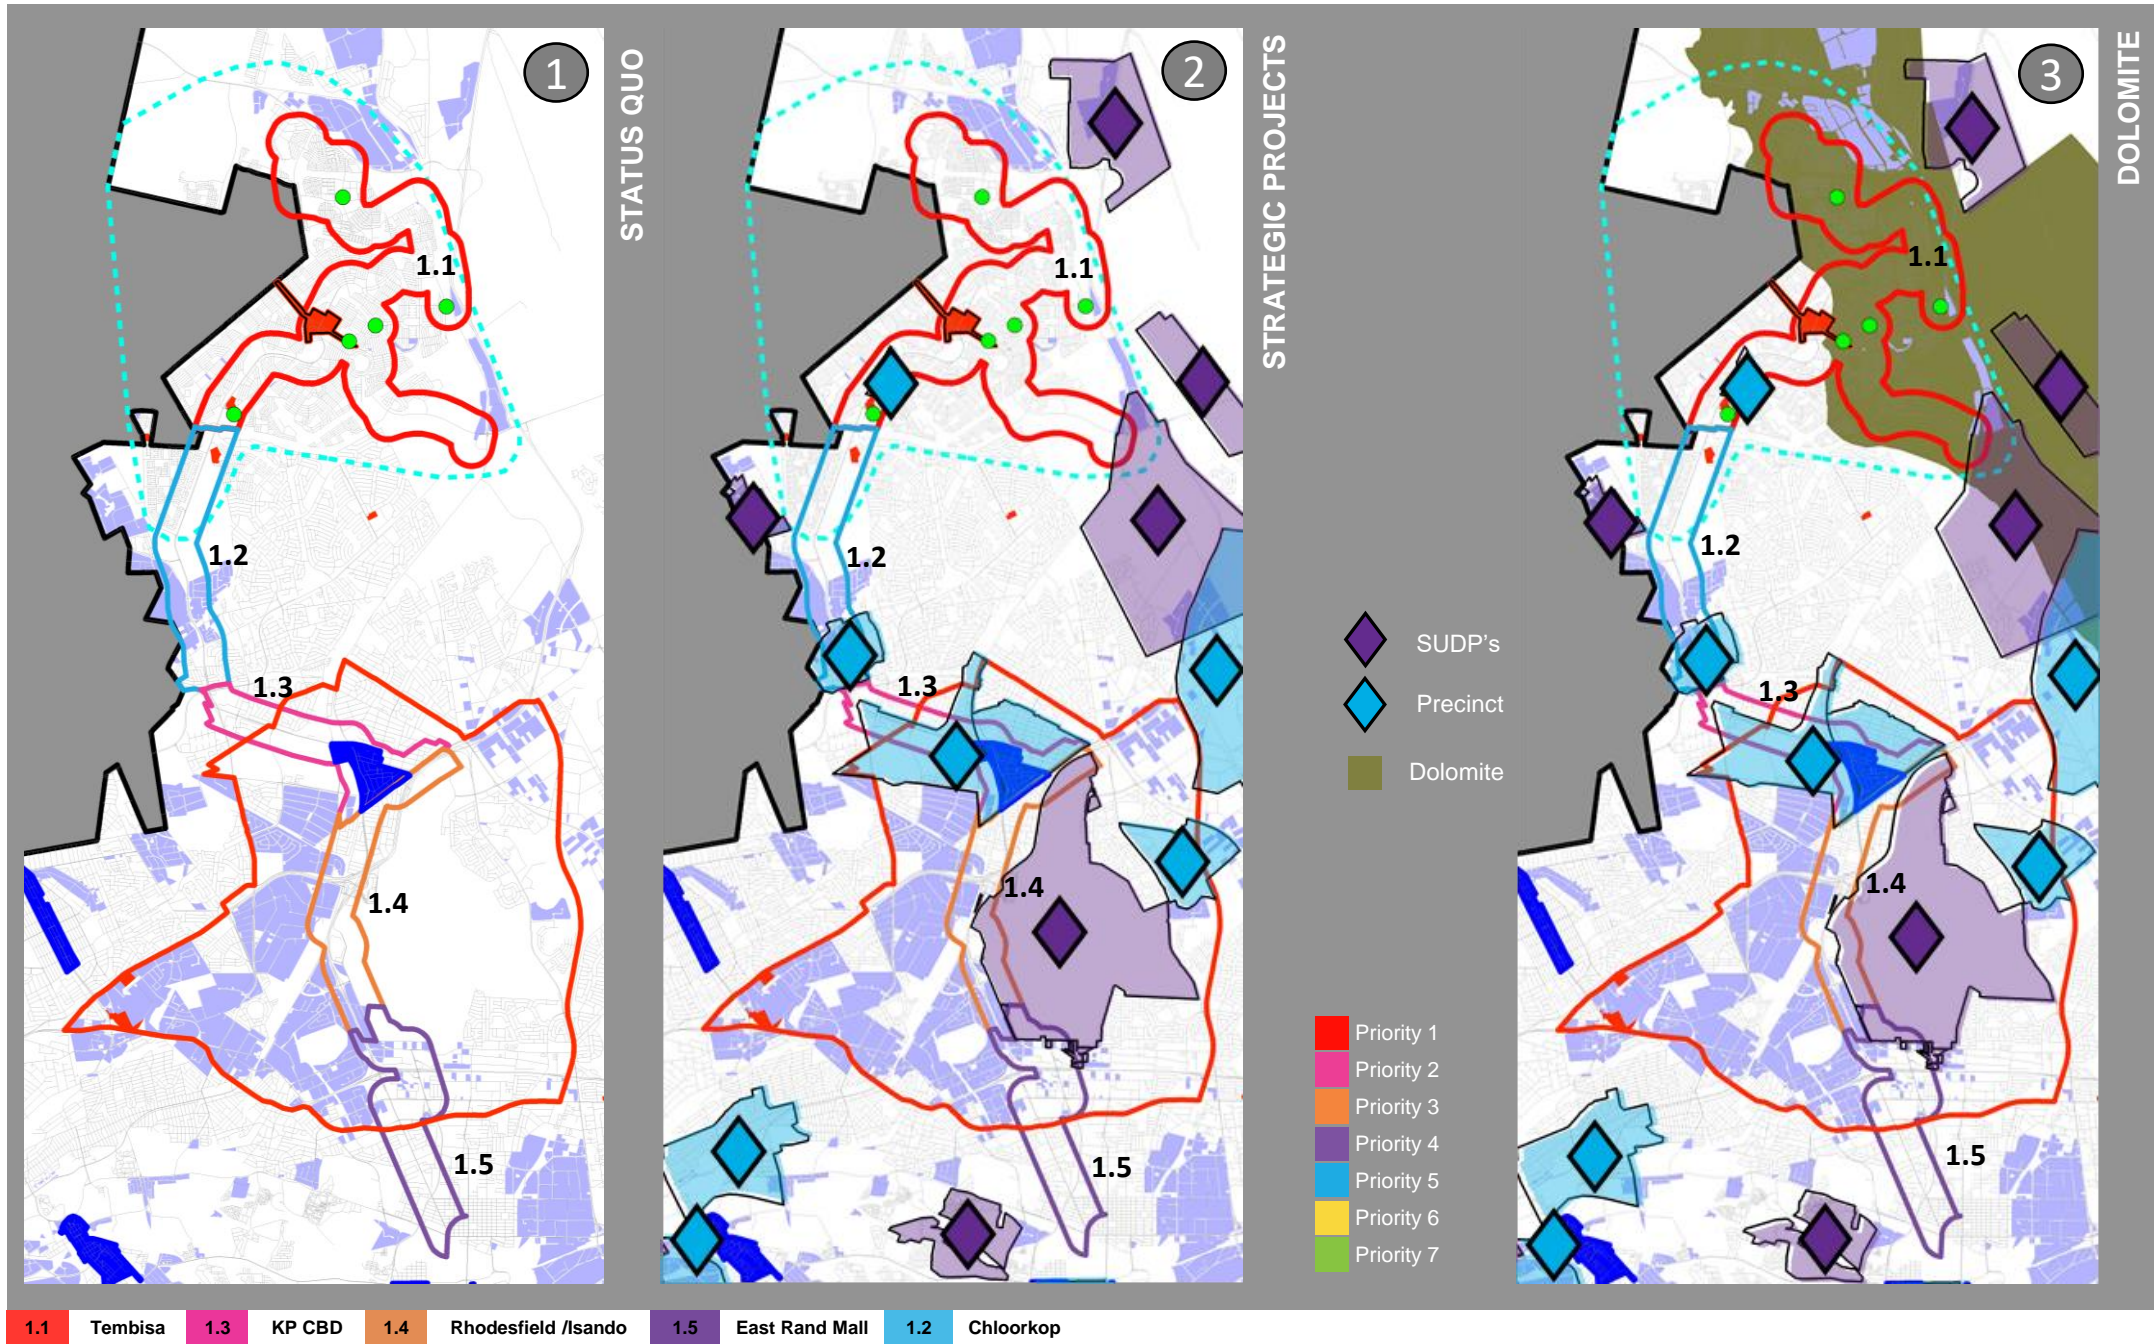 1
STATUS QUO
1.1
1.2
1.3
1.4
1.5
2
STRATEGIC PROJECTS
1.1
1.2
1.3
1.4
1.5
SUDP's
Precinct
Dolomite
Priority 1
Priority 2
Priority 3
Priority 4
Priority 5
Priority 6
Priority 7
3
DOLOMITE
1.1
1.2
1.3
1.4
1.5
1.1 Tembisa 1.3 KP CBD 1.4 Rhodesfield /Isando 1.5 East Rand Mall 1.2 Chloorkop